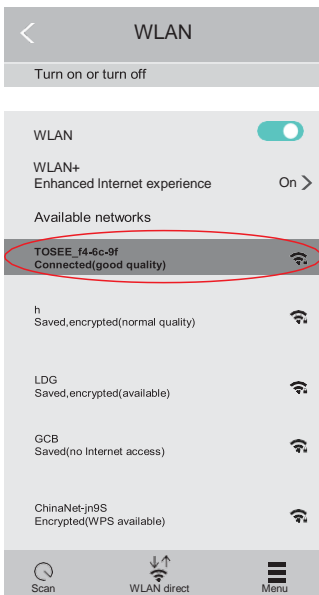 WLAN
Turn on or turn off
WLAN
WLAN+
Enhanced Internet experience
On
Available networks
TOSEE_f4-6c-9f
Connected(good quality)
h
Saved,encrypted(normal quality)
LDG
Saved,encrypted(available)
GCB
Saved(no Internet access)
ChinaNet-jn9S
Encrypted(WPS available)
Scan
WLAN direct
Menu